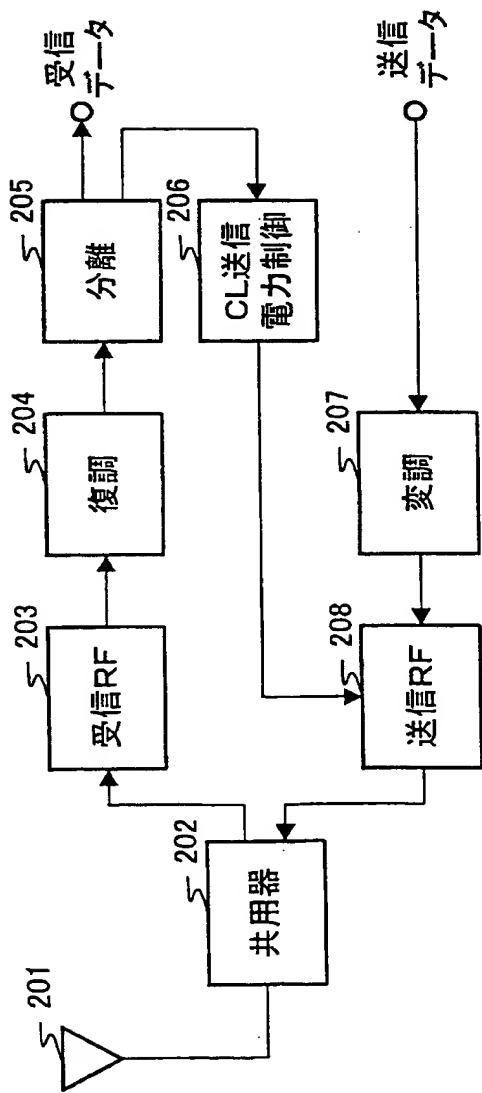 201
202
共用器
203
受信RF
204
復調
205
分離
受信
データ
206
CL送信
電力制御
207
変調
208
送信RF
送信
データ